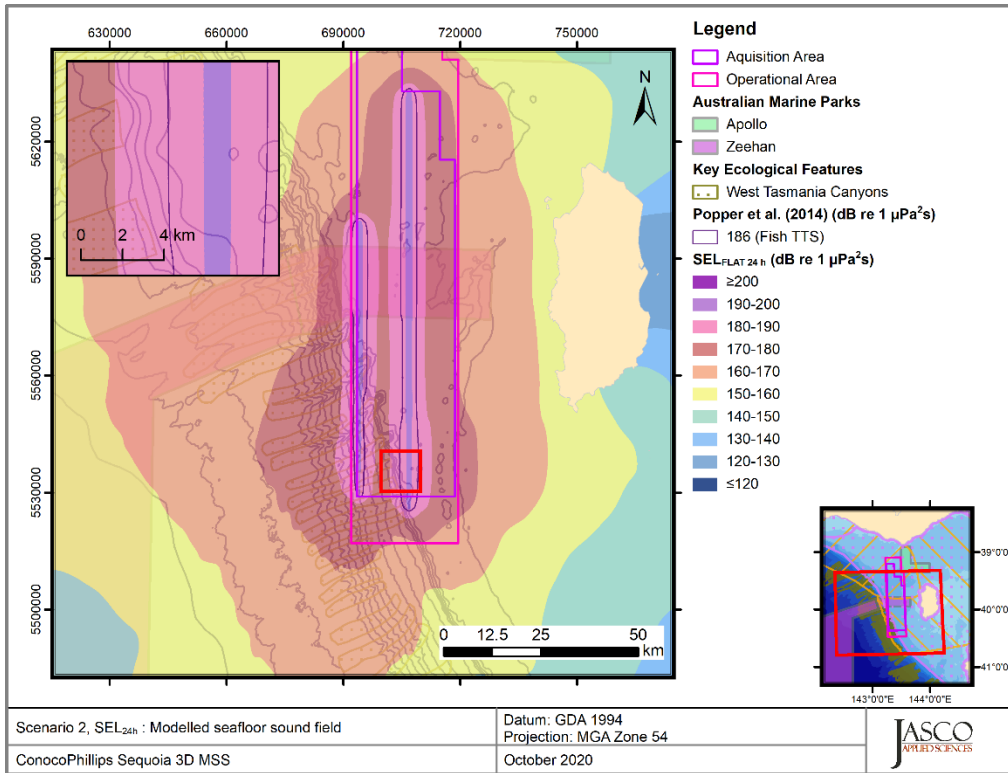 630000 660000 690000 720000 750000
5620000
5590000
5560000
5530000
5500000
0 2 4 km
N
0 12.5 25 50
km
Legend
Aquisition Area
Operational Area
Australian Marine Parks
Apollo
Zeehan
Key Ecological Features
West Tasmania Canyons
Popper et al. (2014) (dB re 1 µPa²s)
186 (Fish TTS)
SEL FLAT 24 h (dB re 1 µPa²s)
≥200
190-200
180-190
170-180
160-170
150-160
140-150
130-140
120-130
≤120
39°0'0"
40°0'0"
41°0'0"
143°0'0"E 144°0'0"E
Scenario 2, SEL24h : Modelled seafloor sound field
Datum: GDA 1994
Projection: MGA Zone 54
ConocoPhillips Sequoia 3D MSS
October 2020
JASCO
APPLIED SCIENCES